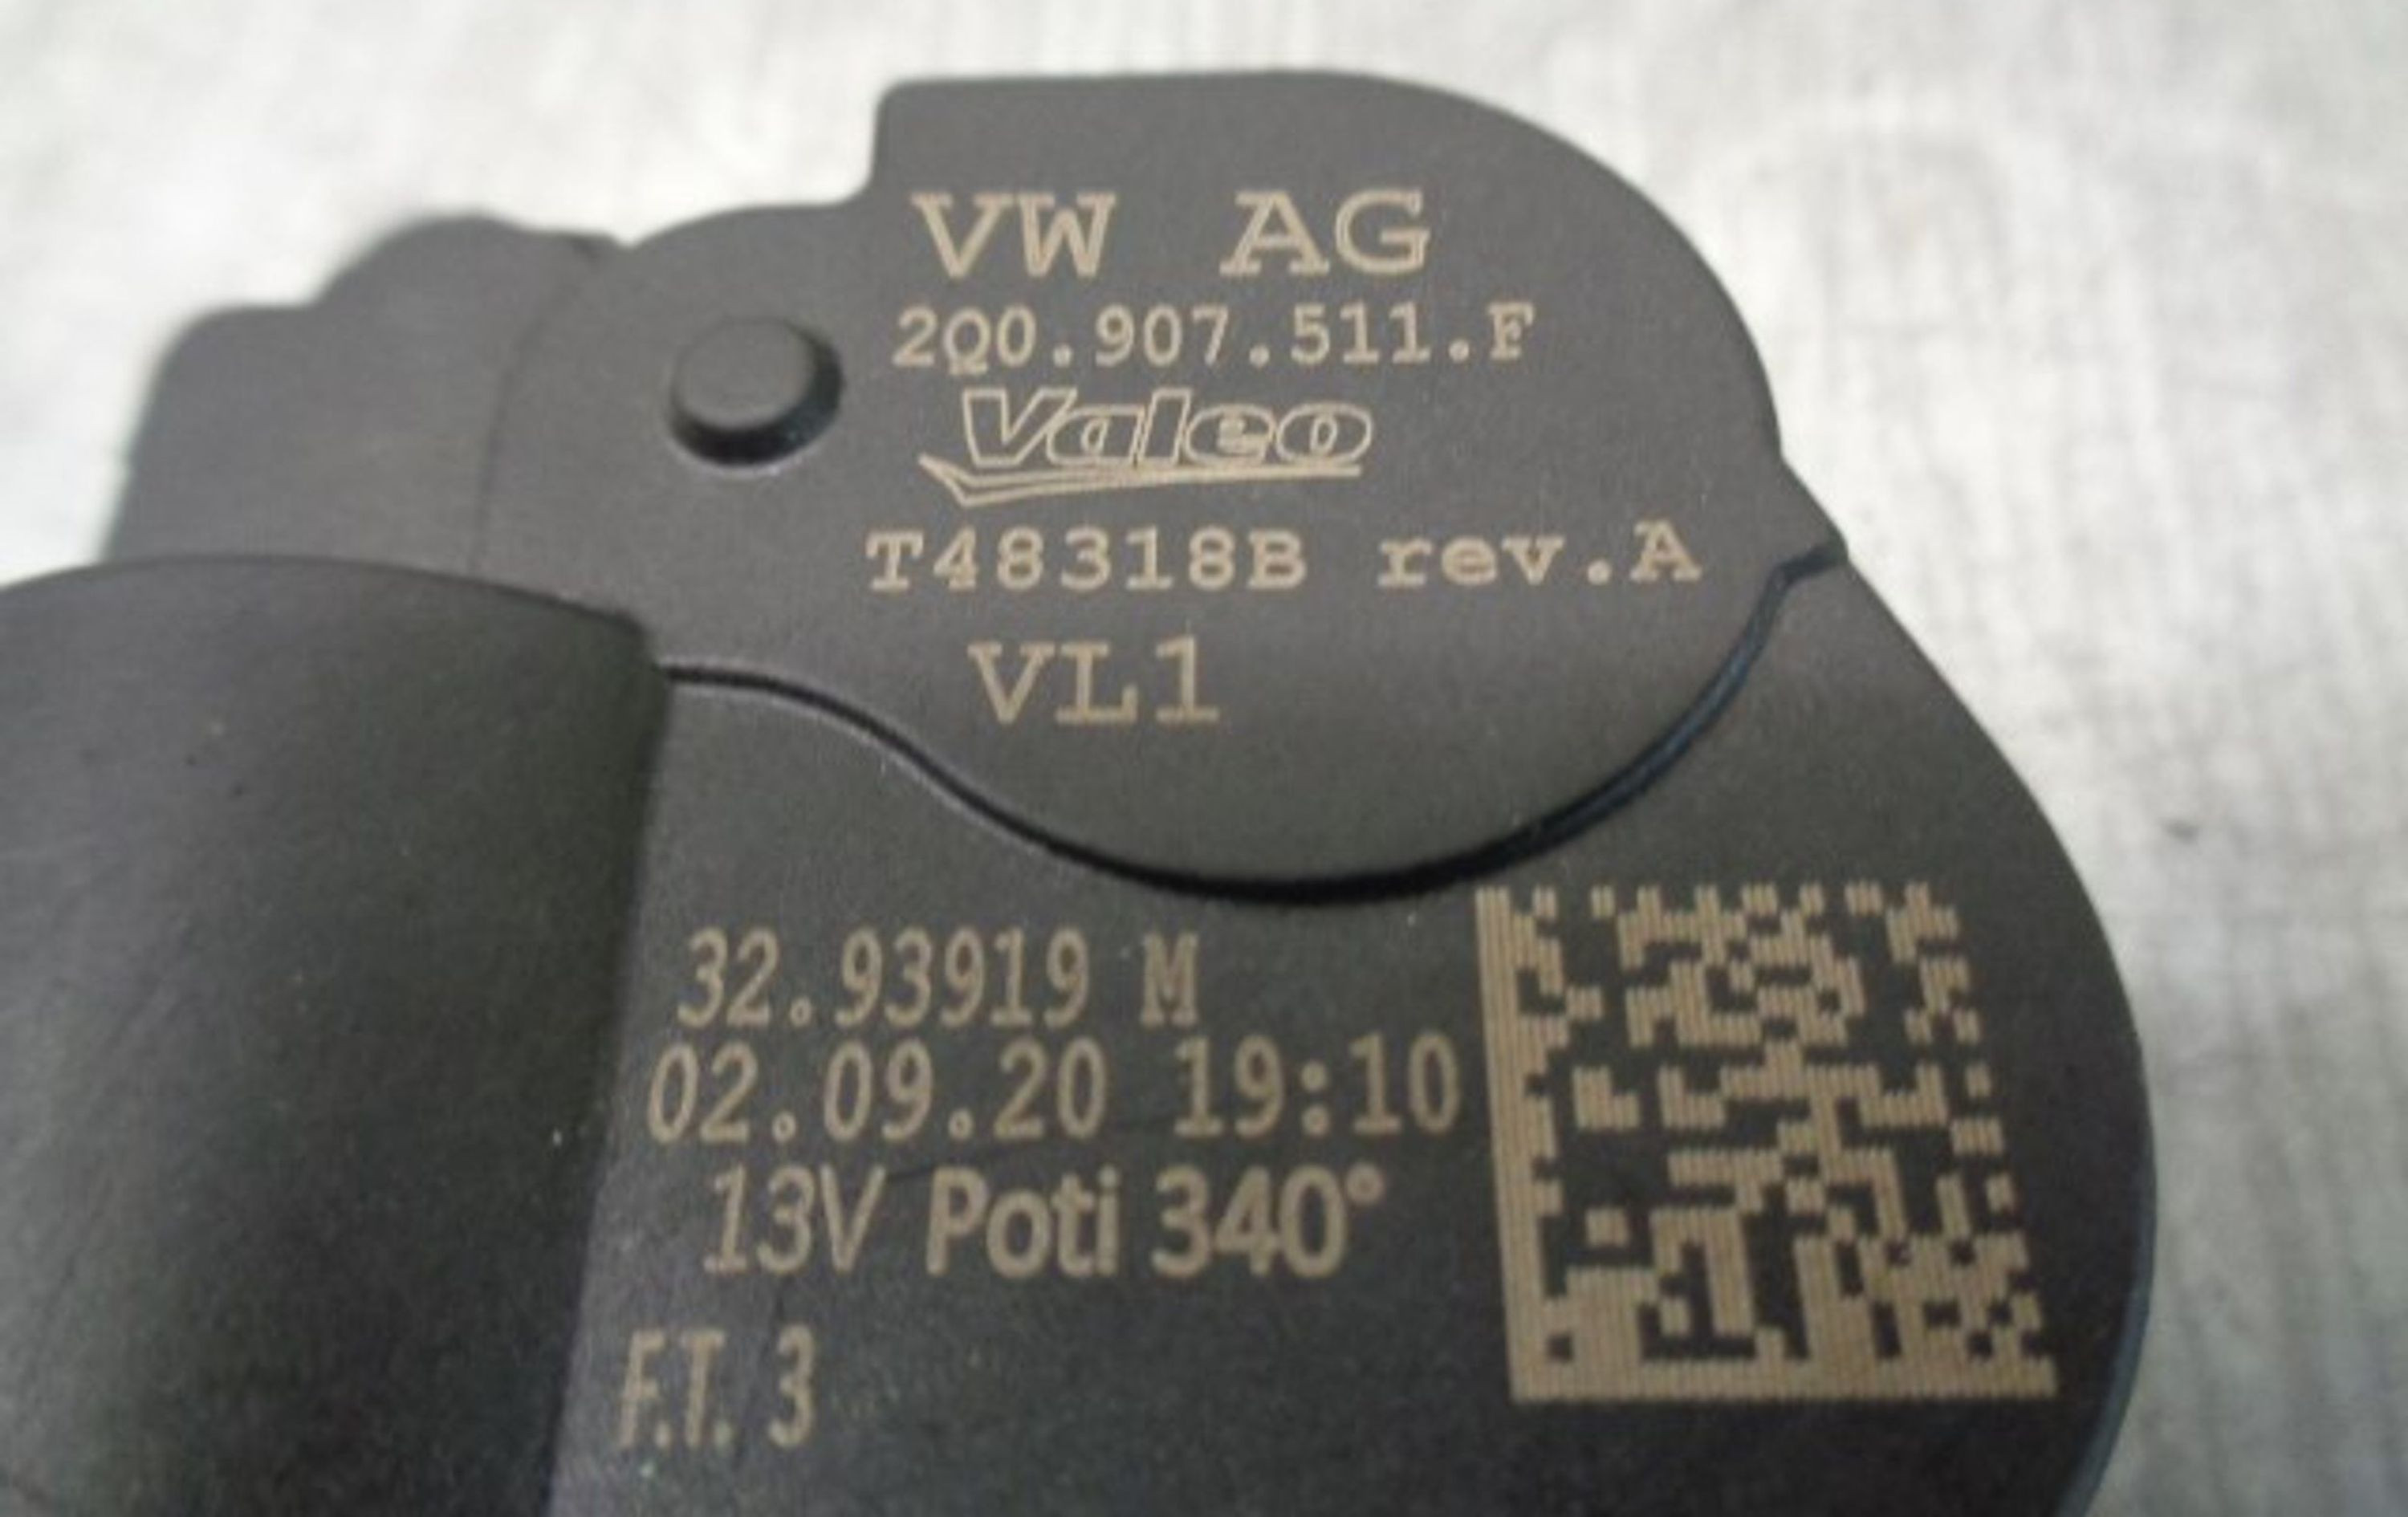 VW AG
2Q0.907.511.F
Valeo
T48318B rev.A
VL1
32.93919 M
02.09.20 19:10
13V Poti 340°
F.T. 3